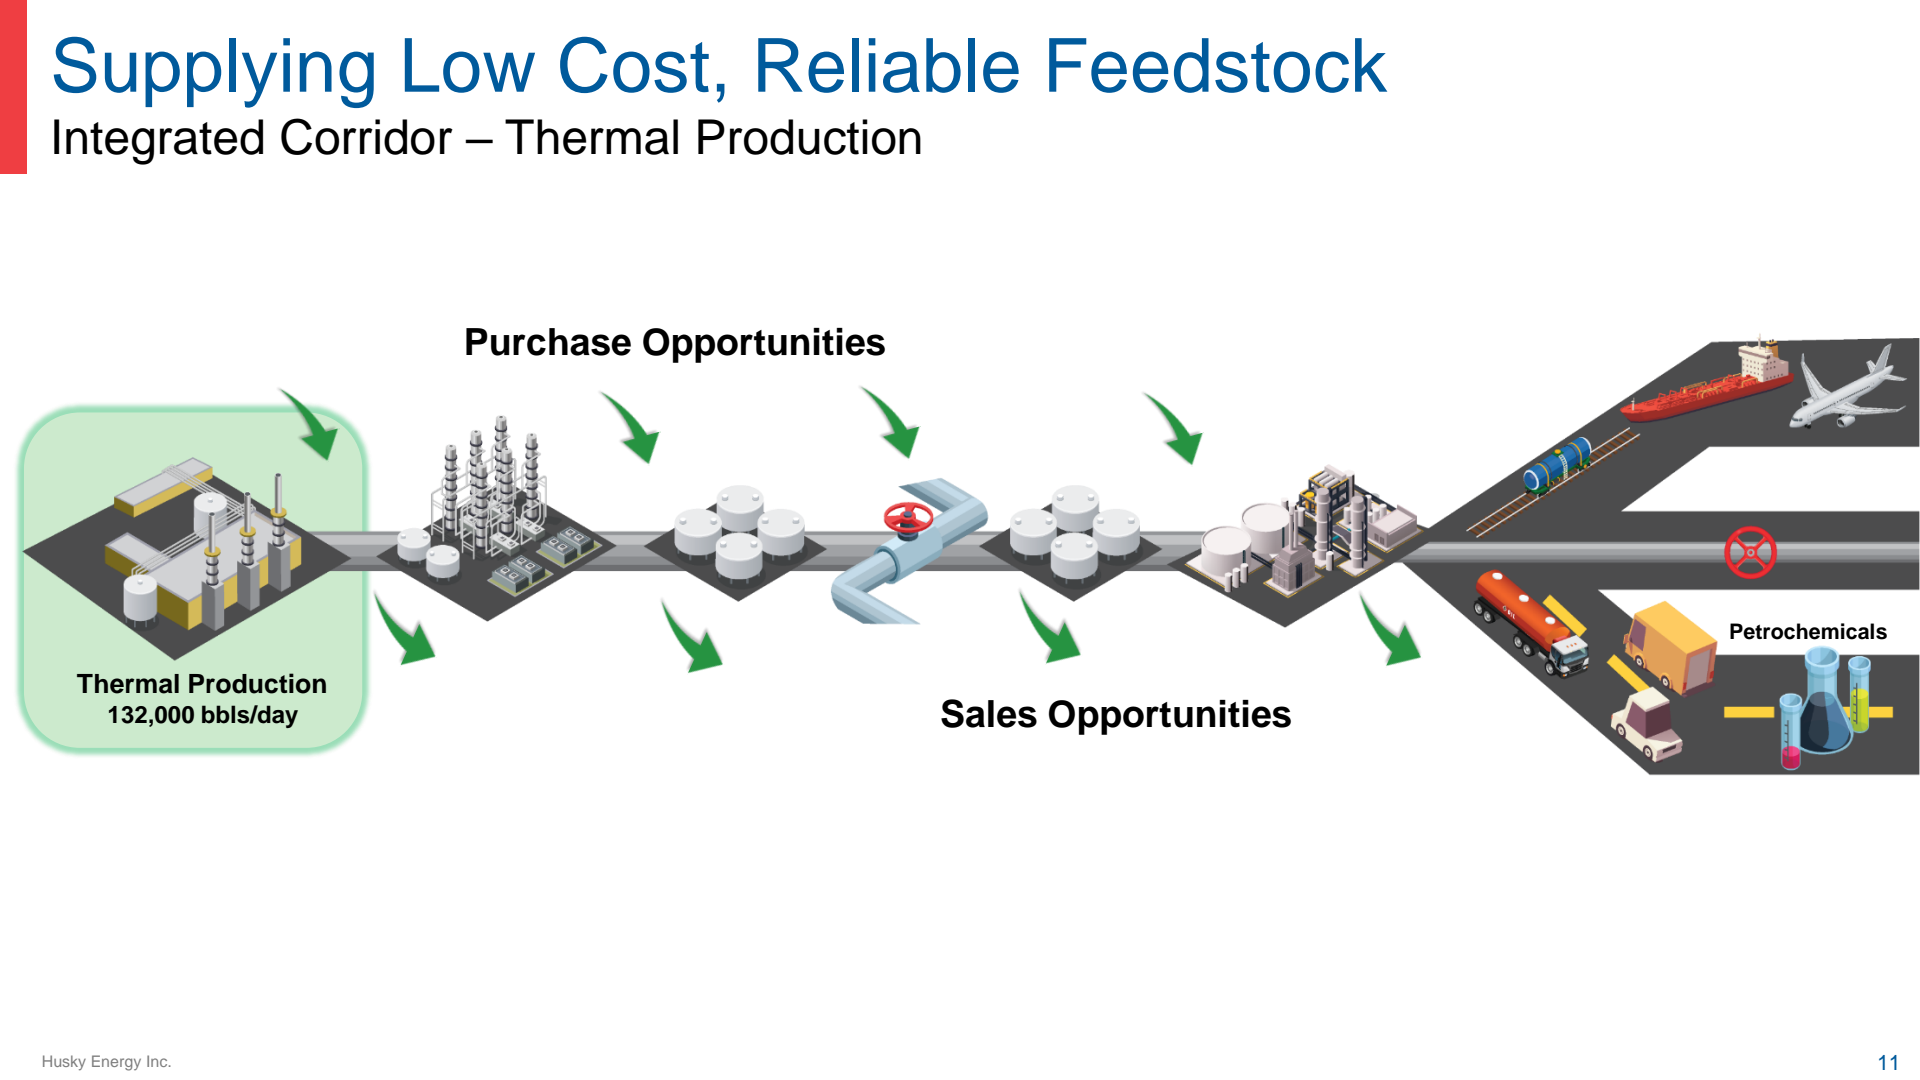 Supplying Low Cost, Reliable Feedstock
Integrated Corridor – Thermal Production
Purchase Opportunities
Petrochemicals
Thermal Production
132,000 bbls/day
Sales Opportunities
Husky Energy Inc.
11